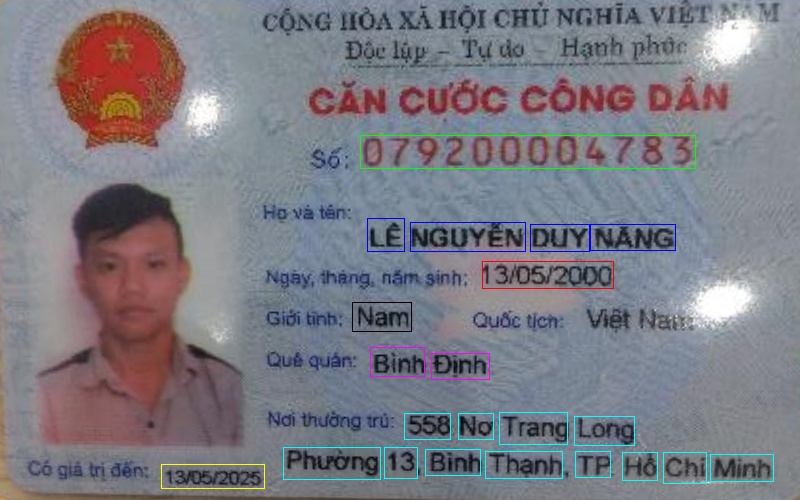 CỘNG HÒA XÃ HỘI CHỦ NGHĨA VIỆT NAM
Độc lập – Tự do – Hạnh phúc
CĂN CƯỚC CÔNG DÂN
Số: 079200004783
Họ và tên:
LÊ NGUYỄN DUY NĂNG
Ngày, tháng, năm sinh: 13/05/2000
Giới tính: Nam Quốc tịch: Việt Nam
Quê quán: Bình Định
Nơi thường trú: 558 Nơ Trang Long
Phường 13, Bình Thạnh, TP Hồ Chí Minh
Có giá trị đến: 13/05/2025